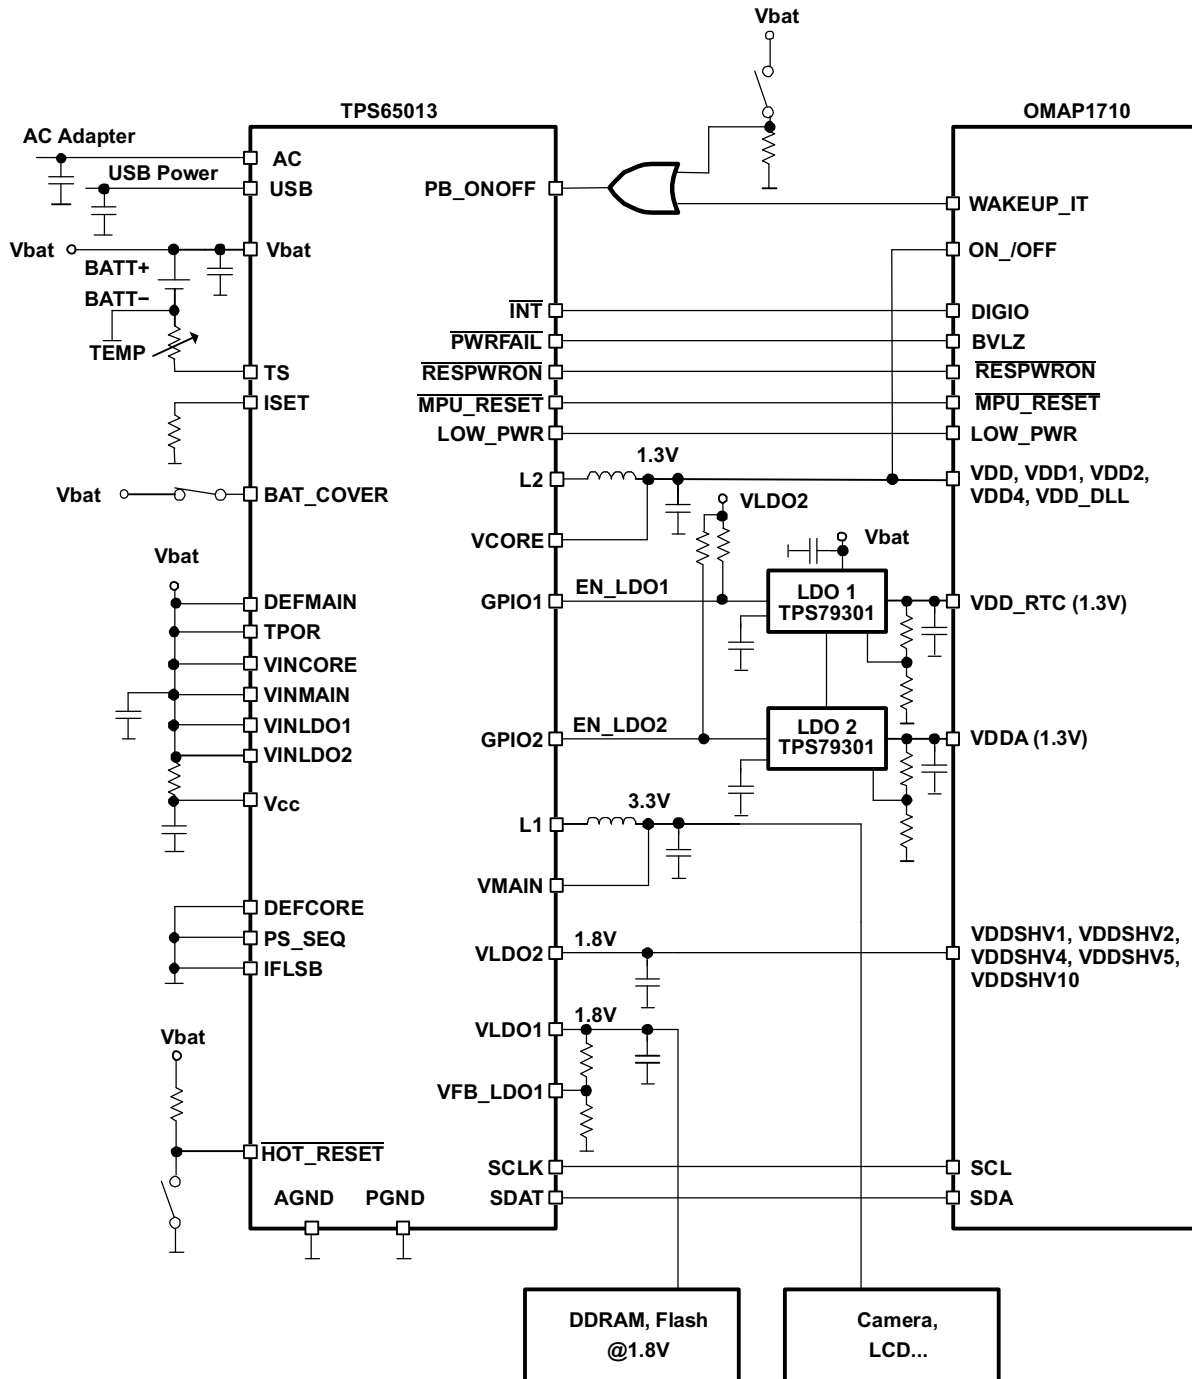 Vbat
TPS65013
OMAP1710
AC Adapter
AC
USB Power
USB
PB_ONOFF
WAKEUP_IT
Vbat
Vbat
ON_/OFF
BATT+
BATT−
INT
DIGIO
PWRFAIL
BVLZ
TEMP
TS
RESPWRON
RESPWRON
ISET
MPU_RESET
MPU_RESET
LOW_PWR
LOW_PWR
1.3V
L2
VDD, VDD1, VDD2,
VDD4, VDD_DLL
Vbat
BAT_COVER
VLDO2
VCORE
Vbat
Vbat
EN_LDO1
LDO 1
TPS79301
DEFMAIN
GPIO1
VDD_RTC (1.3V)
TPOR
VINCORE
VINMAIN
VINLDO1
EN_LDO2
LDO 2
TPS79301
VINLDO2
GPIO2
VDDA (1.3V)
Vcc
3.3V
L1
VMAIN
DEFCORE
PS_SEQ
IFLSB
1.8V
VLDO2
VDDSHV1, VDDSHV2,
VDDSHV4, VDDSHV5,
VDDSHV10
1.8V
VLDO1
Vbat
VFB_LDO1
HOT_RESET
SCLK
SCL
AGND
PGND
SDAT
SDA
DDRAM, Flash
@1.8V
Camera,
LCD...